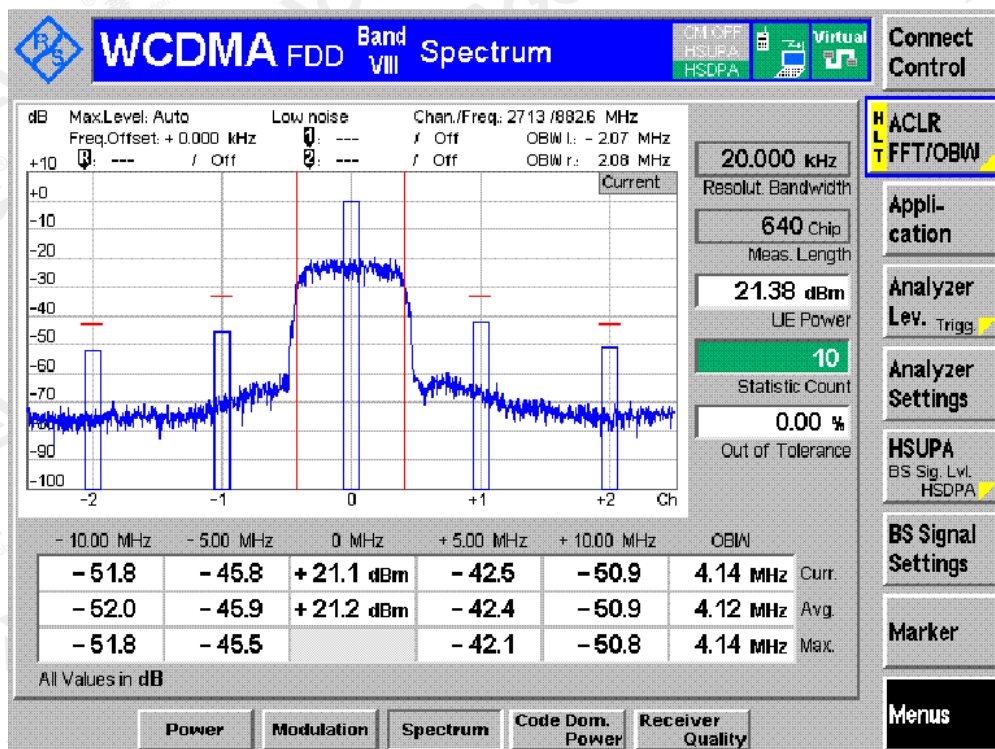 R&S
WCDMA FDD Band VIII Spectrum
CM OFF
HSUPA
HSDPA
Virtual
Connect Control
dB Max.Level: Auto Low noise Chan./Freq.: 2713 /882.6 MHz
Freq.Offset: + 0.000 kHz 1: --- / Off OBW l.: - 2.07 MHz
R: --- / Off 2: --- / Off OBW r.: 2.08 MHz
Current
+10
+0
-10
-20
-30
-40
-50
-60
-70
-90
-100
-2 -1 0 +1 +2 Ch
20.000 kHz
Resolut. Bandwidth
640 Chip
Meas. Length
21.38 dBm
UE Power
10
Statistic Count
0.00 %
Out of Tolerance
- 10.00 MHz - 5.00 MHz 0 MHz + 5.00 MHz + 10.00 MHz OBW
- 51.8 - 45.8 + 21.1 dBm - 42.5 - 50.9 4.14 MHz Curr.
- 52.0 - 45.9 + 21.2 dBm - 42.4 - 50.9 4.12 MHz Avg.
- 51.8 - 45.5 - 42.1 - 50.8 4.14 MHz Max.
All Values in dB
HLT
ACLR
FFT/OBW
Appli-
cation
Analyzer
Lev. Trigg.
Analyzer
Settings
HSUPA
BS Sig. Lvl.
HSDPA
BS Signal
Settings
Marker
Menus
Power
Modulation
Spectrum
Code Dom. Power
Receiver Quality